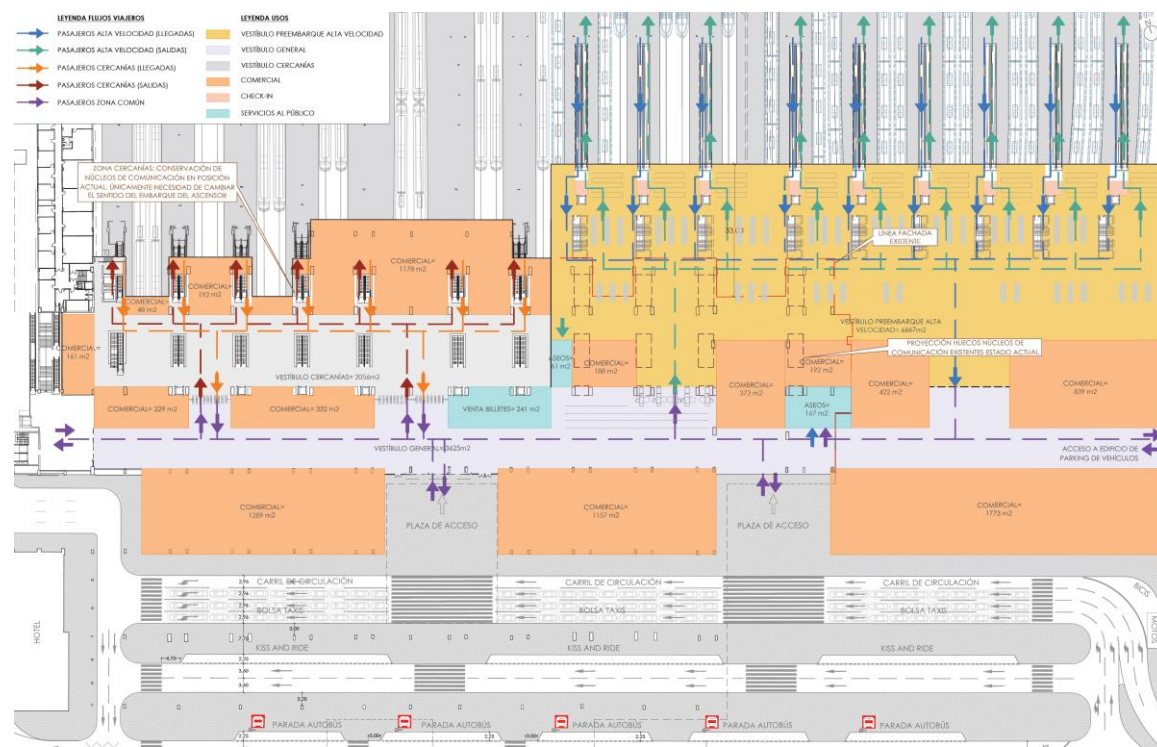 LEYENDA FLUJOS VIAJEROS
PASAJEROS ALTA VELOCIDAD (LLEGADAS)
PASAJEROS ALTA VELOCIDAD (SALIDAS)
PASAJEROS CERCANÍAS (LLEGADAS)
PASAJEROS CERCANÍAS (SALIDAS)
PASAJEROS ZONA COMÚN
LEYENDA USOS
VESTÍBULO PREEMBARQUE ALTA VELOCIDAD
VESTÍBULO GENERAL
VESTÍBULO CERCANÍAS
COMERCIAL
CHECK-IN
SERVICIOS AL PÚBLICO
ZONA CERCANÍAS: CONSERVACIÓN DE
NÚCLEOS DE COMUNICACIÓN EN POSICIÓN
ACTUAL. ÚNICAMENTE NECESIDAD DE CAMBIAR
EL SENTIDO DEL EMBARQUE DEL ASCENSOR
LÍNEA FACHADA
EXISTENTE
COMERCIAL=
1178 m2
COMERCIAL=
192 m2
COMERCIAL=
48 m2
VESTÍBULO PREEMBARQUE ALTA
VELOCIDAD= 6667m2
PROYECCIÓN HUECOS NÚCLEOS DE
COMUNICACIÓN EXISTENTES ESTADO ACTUAL
COMERCIAL=
161 m2
ASEOS=
61 m2
COMERCIAL=
188 m2
COMERCIAL=
192 m2
VESTÍBULO CERCANÍAS= 2056m2
COMERCIAL=
373 m2
COMERCIAL=
422 m2
COMERCIAL=
839 m2
COMERCIAL= 229 m2
COMERCIAL= 332 m2
VENTA BILLETES= 241 m2
ASEOS=
167 m2
VESTÍBULO GENERAL= 3625m2
ACCESO A EDIFICIO DE
PARKING DE VEHÍCULOS
COMERCIAL=
1289 m2
PLAZA DE ACCESO
COMERCIAL=
1157 m2
PLAZA DE ACCESO
COMERCIAL=
1773 m2
CARRIL DE CIRCULACIÓN
CARRIL DE CIRCULACIÓN
CARRIL DE CIRCULACIÓN
BOLSA TAXIS
BOLSA TAXIS
BOLSA TAXIS
BICIS
MOTOS
HOTEL
KISS AND RIDE
KISS AND RIDE
KISS AND RIDE
PARADA AUTOBÚS
PARADA AUTOBÚS
PARADA AUTOBÚS
PARADA AUTOBÚS
PARADA AUTOBÚS